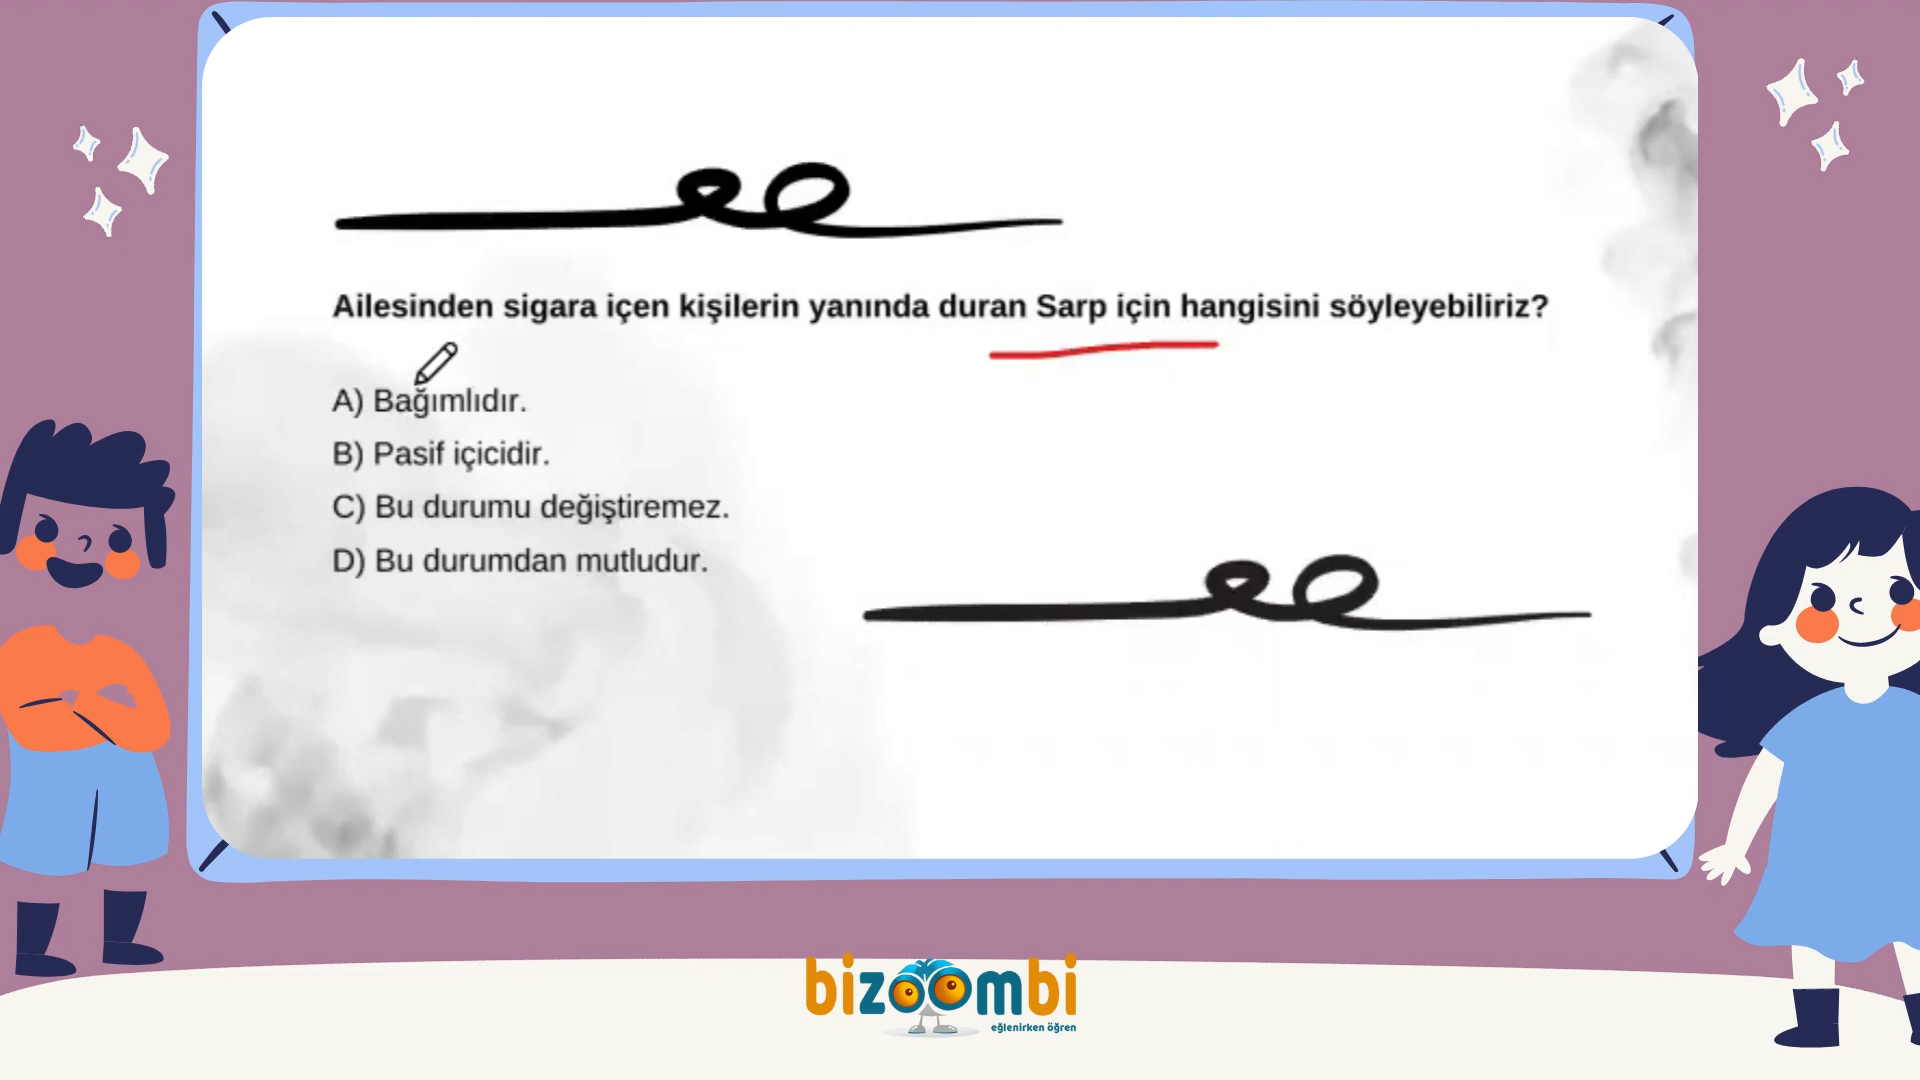 Ailesinden sigara içen kişilerin yanında duran Sarp için hangisini söyleyebiliriz?
A) Bağımlıdır.
B) Pasif içicidir.
C) Bu durumu değiştiremez.
D) Bu durumdan mutludur.
bizoombi
eğlenirken öğren